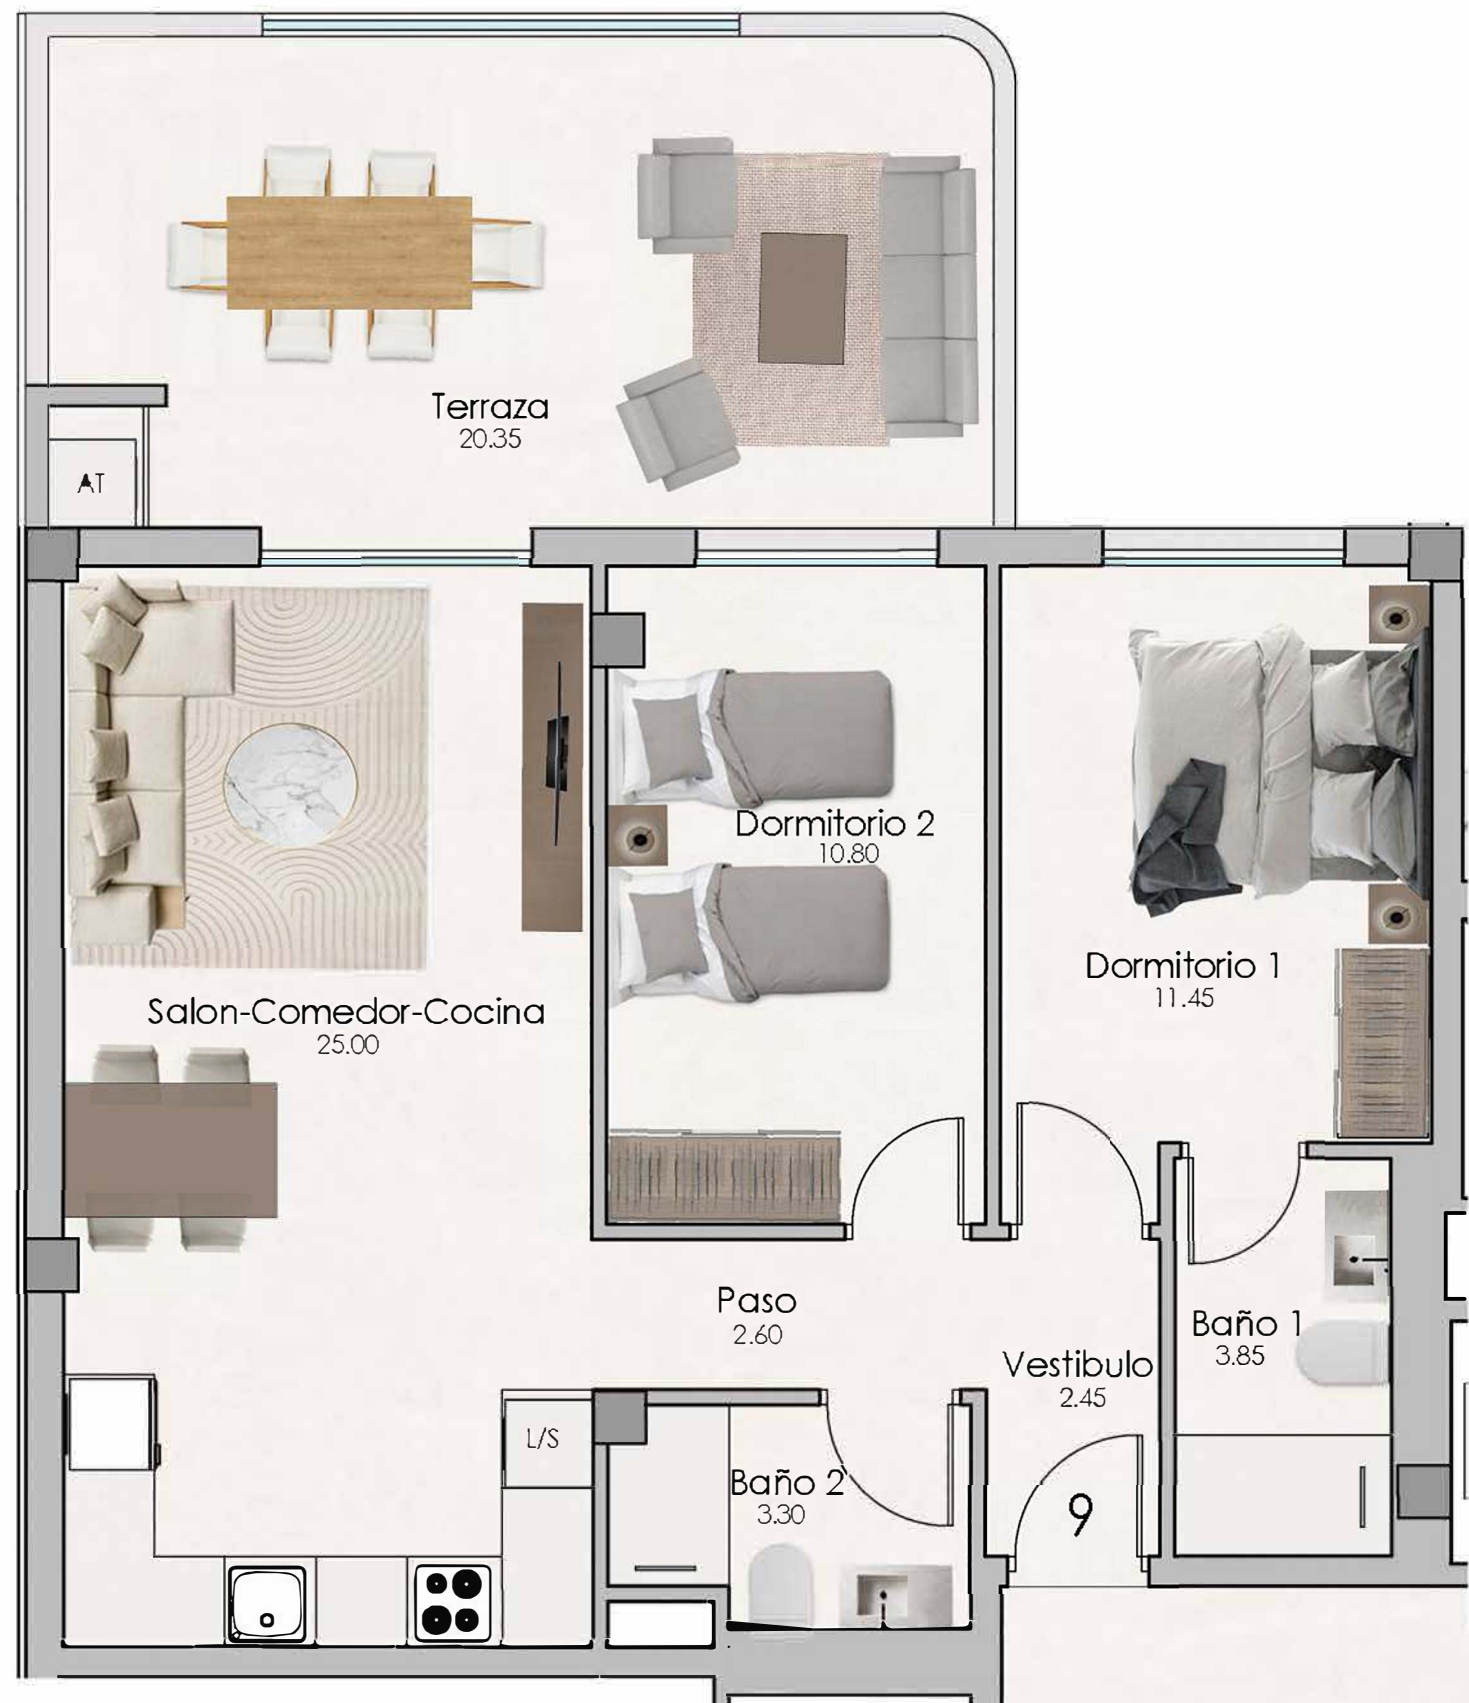 Terraza
20.35
AT
Dormitorio 2
10.80
Dormitorio 1
11.45
Salon-Comedor-Cocina
25.00
Paso
2.60
Baño 1
3.85
Vestibulo
2.45
L/S
Baño 2
3.30
9